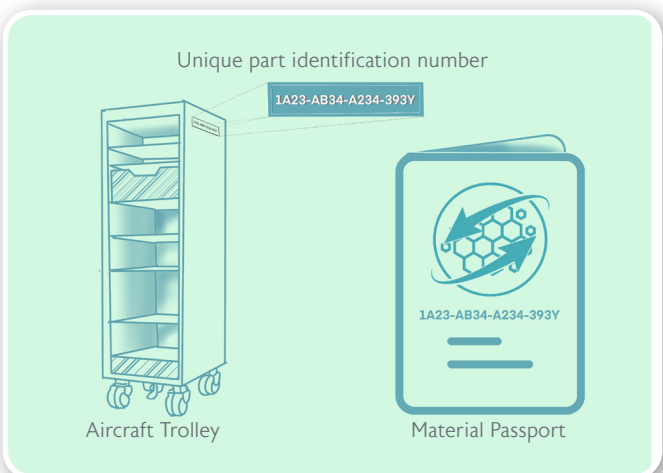 Unique part identification number
1A23-AB34-A234-393Y
1A23-AB34-A234-393Y
Aircraft Trolley
Material Passport